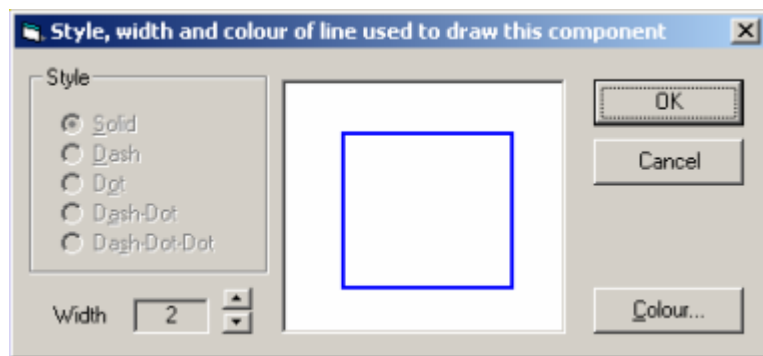 Style, width and colour of line used to draw this component
Style
Solid
Dash
Dot
Dash-Dot
Dash-Dot-Dot
Width 2
OK
Cancel
Colour...